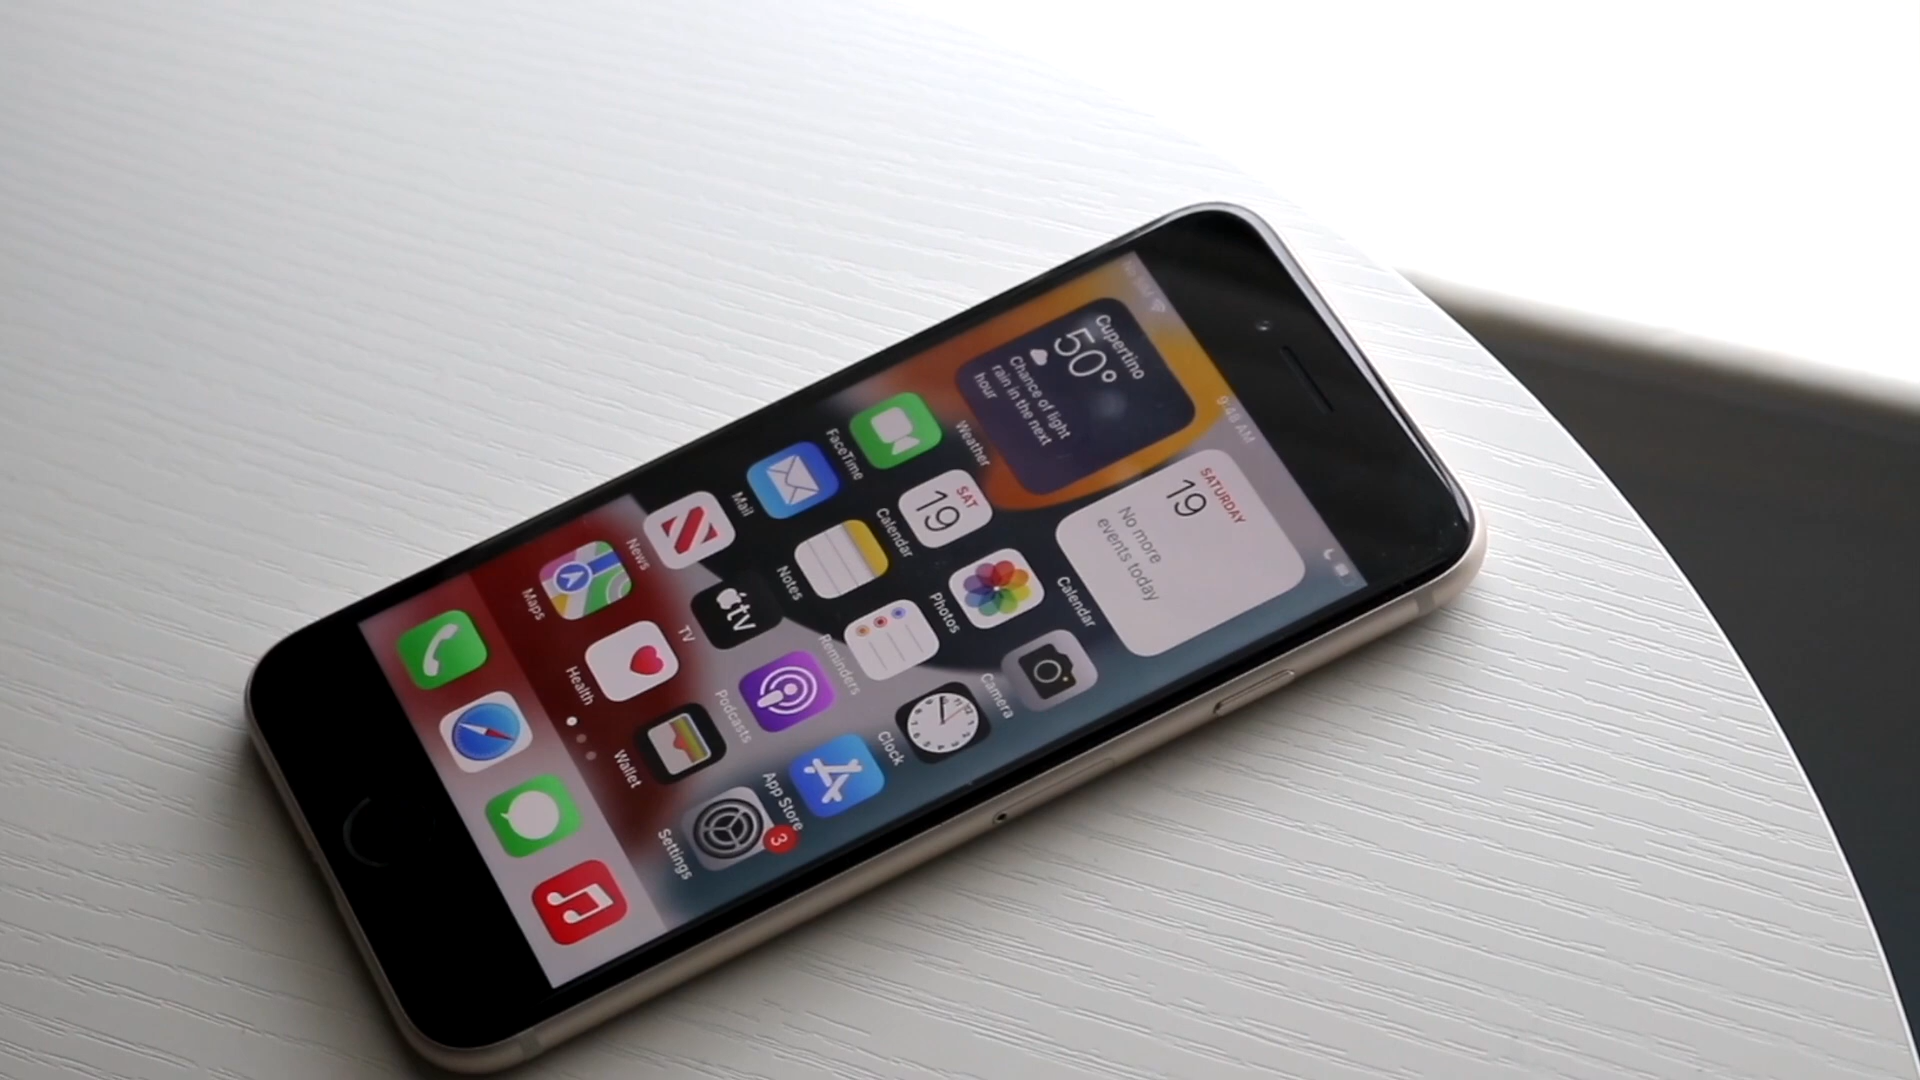 9:48 AM
Cupertino
50°
Chance of light
rain in the next
hour
Weather
SATURDAY
19
No more
events today
Calendar
FaceTime
SAT
19
Calendar
Photos
Camera
Mail
Notes
Reminders
Clock
News
tv
TV
Podcasts
App Store
Maps
Health
Wallet
3
Settings